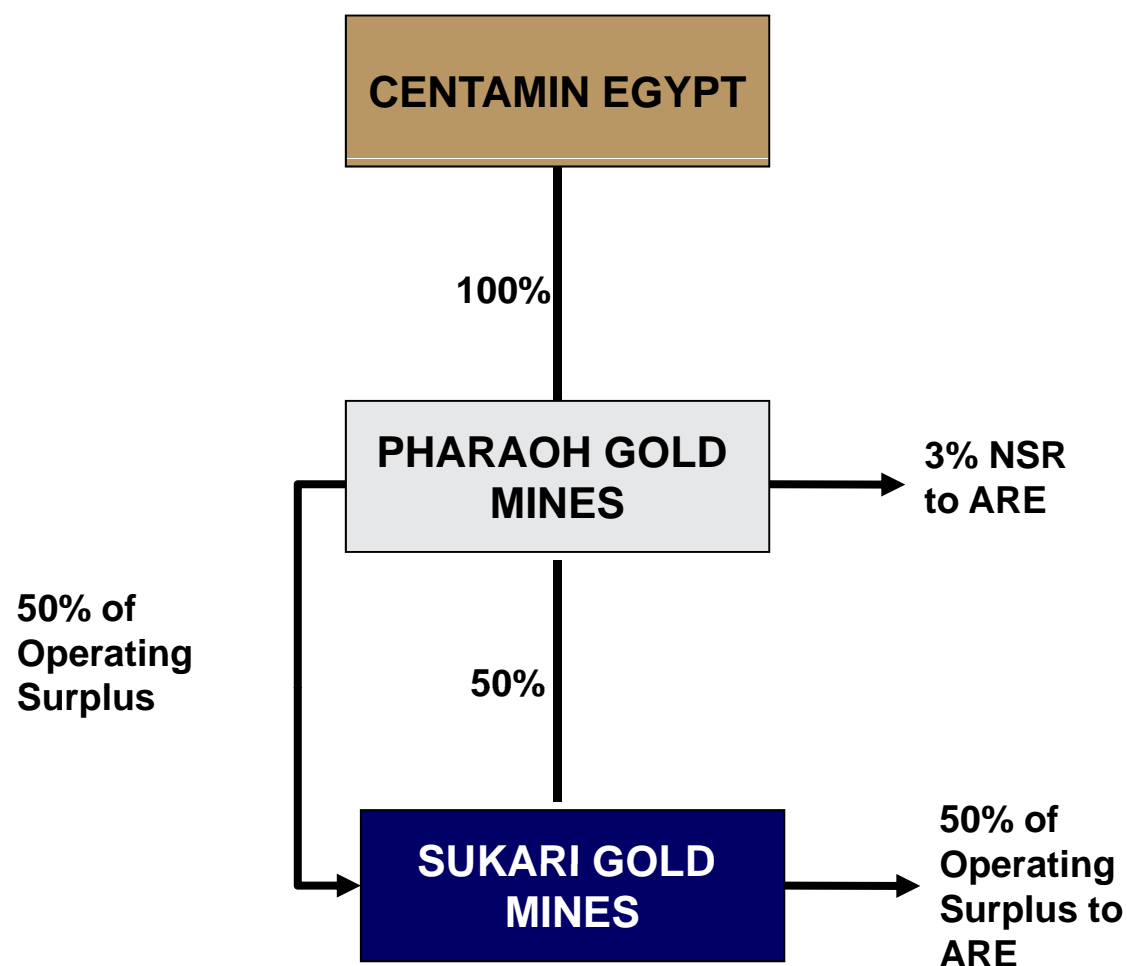 CENTAMIN EGYPT
100%
PHARAOH GOLD
MINES
3% NSR
to ARE
50% of
Operating
Surplus
50%
SUKARI GOLD
MINES
50% of
Operating
Surplus to
ARE